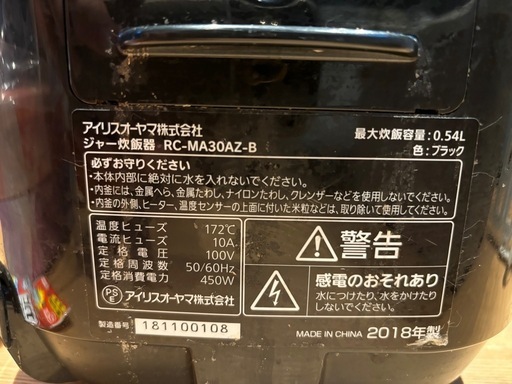 アイリスオーヤマ株式会社
ジャー炊飯器 RC-MA30AZ-B
最大炊飯容量:0.54L
色:ブラック
必ずお守りください
・本体内部に絶対に水を入れないでください。
・内釜には、金属へら、金属たわし、ナイロンたわし、クレンザーなどを使用しないでください。
・内釜の外側、ヒーター、温度センサーの上面に付いた米粒などは、取り除いて使用してください。
温度ヒューズ 172℃
電流ヒューズ 10A
定格電圧 100V
定格周波数 50/60Hz
定格消費電力 450W
PS
E
アイリスオーヤマ株式会社
製造番号 181100108
警告
感電のおそれあり
水につけたり、水をかけたり
しないでください
MADE IN CHINA 2018年製